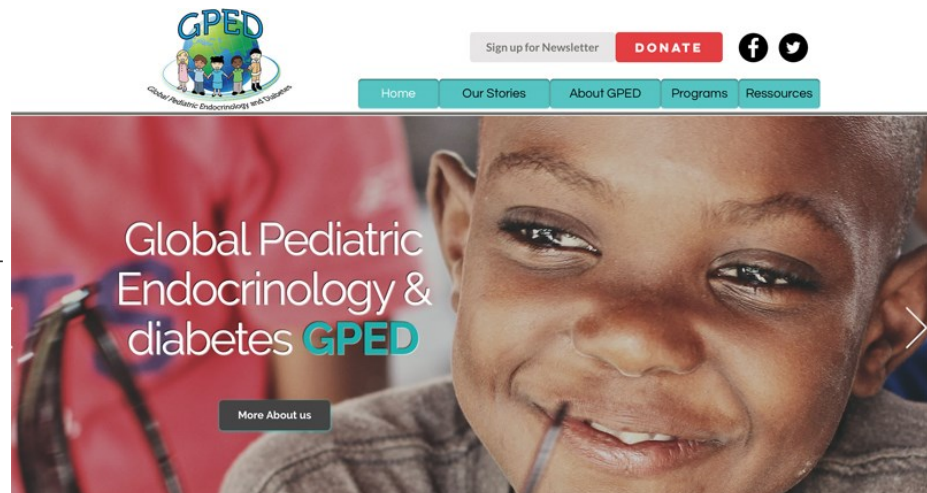 GPED
Global Pediatric Endocrinology and Diabetes
Sign up for Newsletter
DONATE
Home
Our Stories
About GPED
Programs
Ressources
Global Pediatric
Endocrinology &
diabetes GPED
More About us